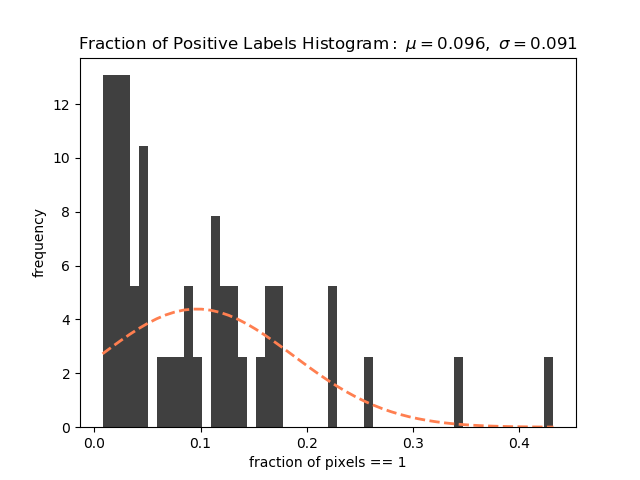 Fraction of Positive Labels Histogram : μ = 0.096, σ = 0.091
12
10
8
6
4
2
0
frequency
0.0 0.1 0.2 0.3 0.4
fraction of pixels == 1